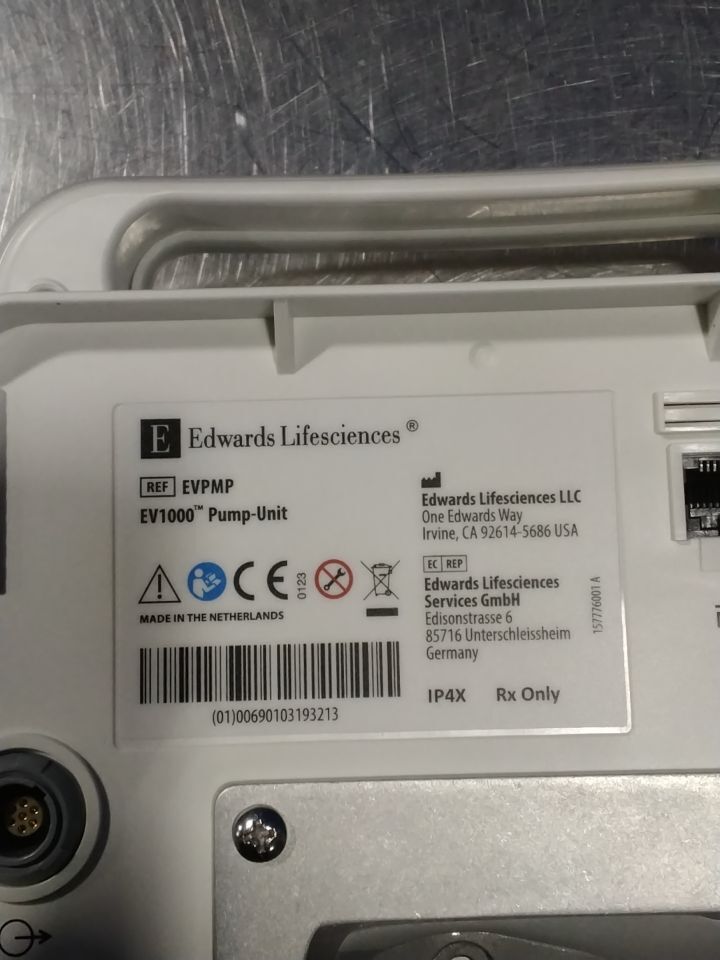 E Edwards Lifesciences®
REF EVPMP
EV1000™ Pump-Unit
CE 0123
MADE IN THE NETHERLANDS
(01)00690103193213
Edwards Lifesciences LLC
One Edwards Way
Irvine, CA 92614-5686 USA
EC REP
Edwards Lifesciences
Services GmbH
Edisonstrasse 6
85716 Unterschleissheim
Germany
IP4X Rx Only
157776001 A